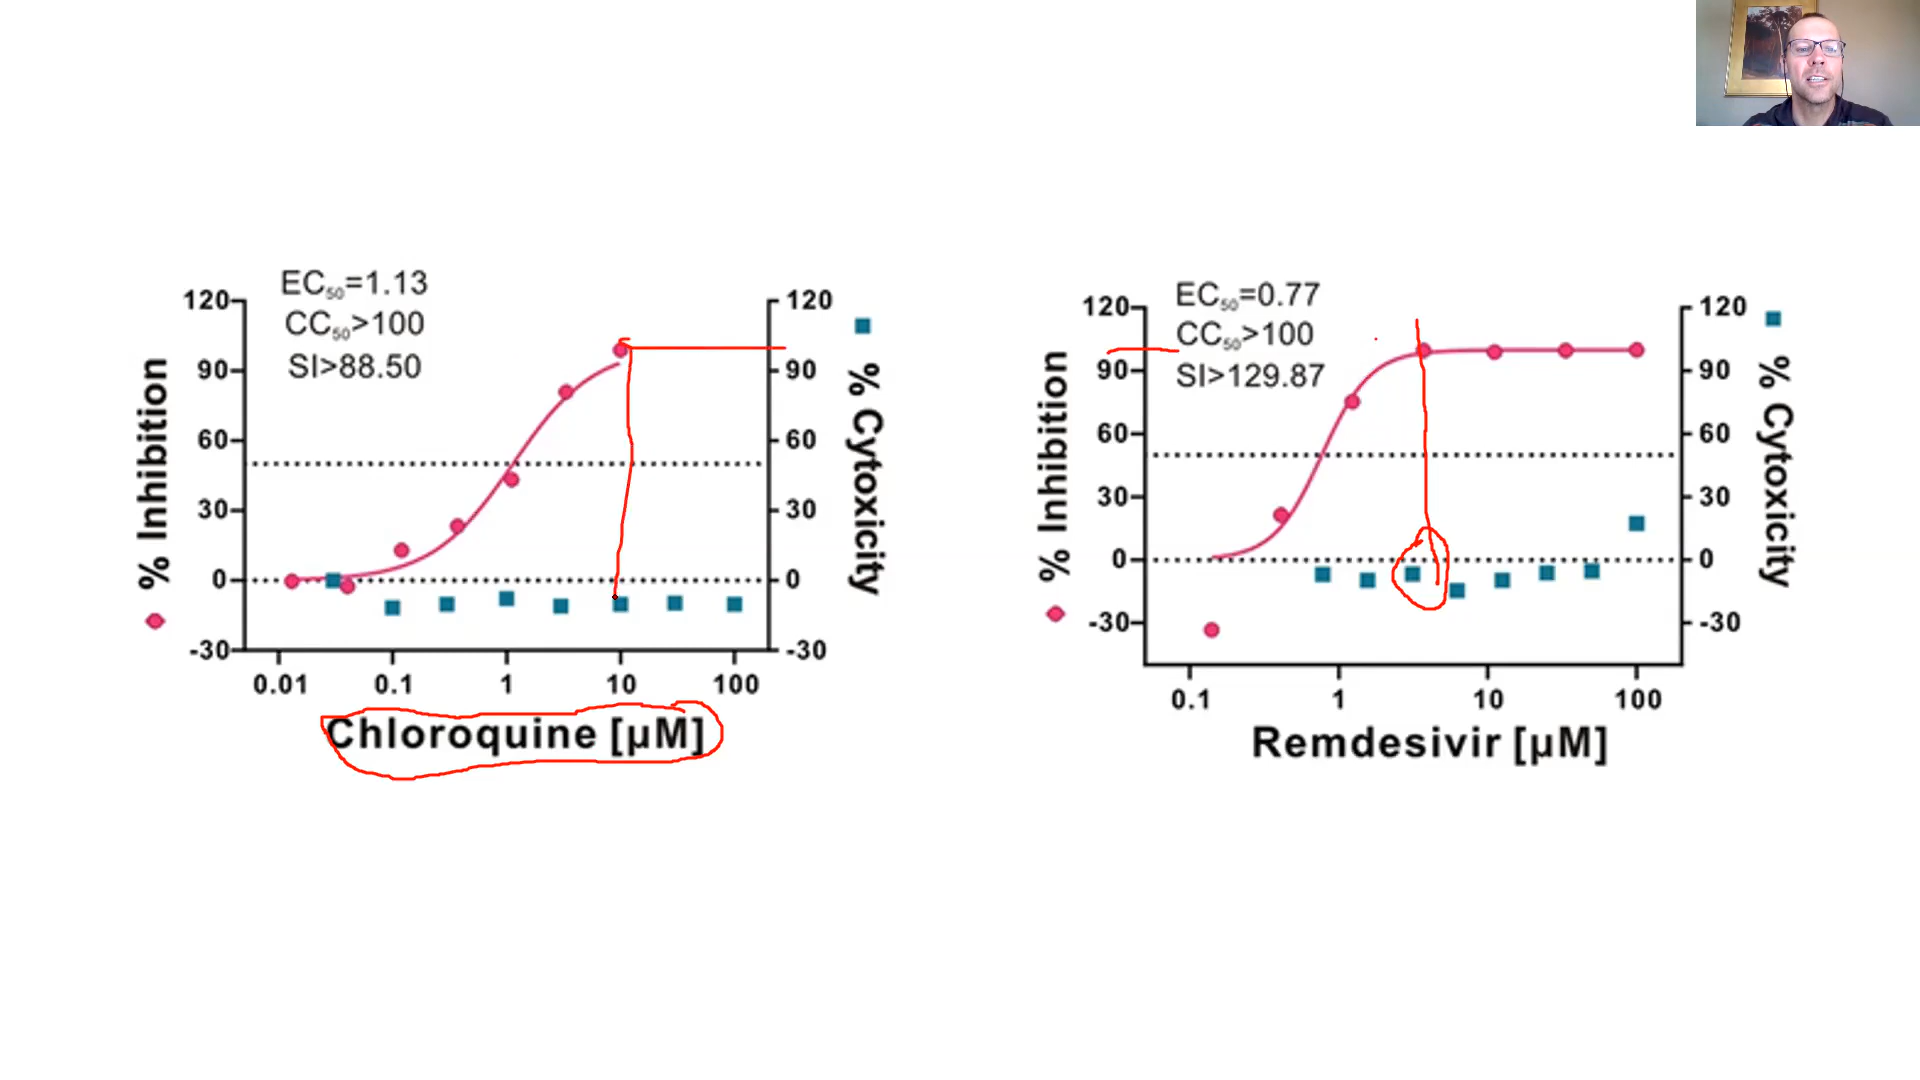 EC50=1.13
CC50>100
SI>88.50
120
90
60
30
0
-30
% Inhibition
120
90
60
30
0
-30
% Cytoxicity
0.01 0.1 1 10 100
Chloroquine [µM]
EC50=0.77
CC50>100
SI>129.87
120
90
60
30
0
-30
% Inhibition
120
90
60
30
0
-30
% Cytoxicity
0.1 1 10 100
Remdesivir [µM]